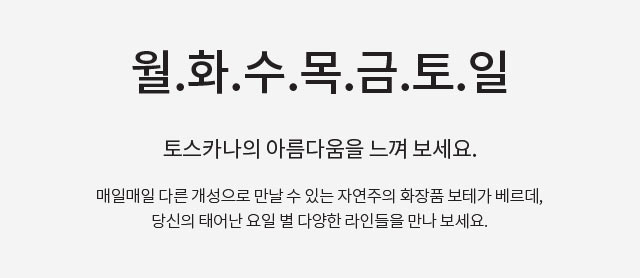 월.화.수.목.금.토.일
토스카나의 아름다움을 느껴 보세요.
매일매일 다른 개성으로 만날 수 있는 자연주의 화장품 보테가 베르데,
당신의 태어난 요일 별 다양한 라인들을 만나 보세요.